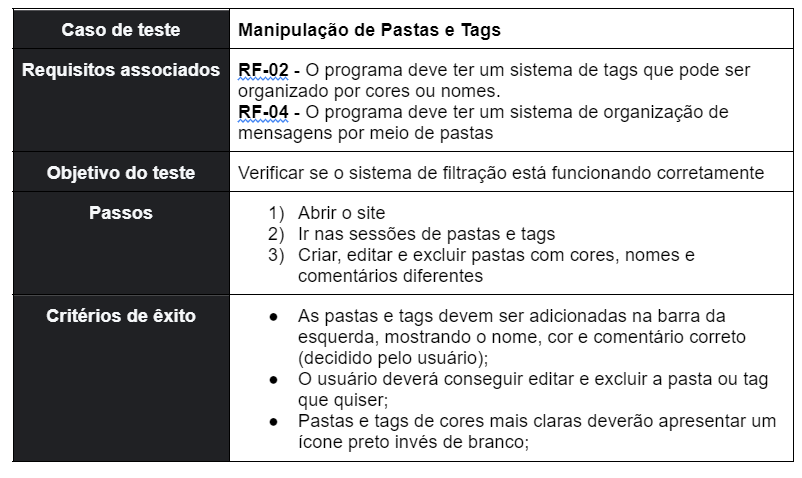 Caso de teste
Manipulação de Pastas e Tags
Requisitos associados
RF-02 - O programa deve ter um sistema de tags que pode ser
organizado por cores ou nomes.
RF-04 - O programa deve ter um sistema de organização de
mensagens por meio de pastas
Objetivo do teste
Verificar se o sistema de filtração está funcionando corretamente
Passos
1) Abrir o site
2) Ir nas sessões de pastas e tags
3) Criar, editar e excluir pastas com cores, nomes e
comentários diferentes
Critérios de êxito
● As pastas e tags devem ser adicionadas na barra da
esquerda, mostrando o nome, cor e comentário correto
(decidido pelo usuário);
● O usuário deverá conseguir editar e excluir a pasta ou tag
que quiser;
● Pastas e tags de cores mais claras deverão apresentar um
ícone preto invés de branco;